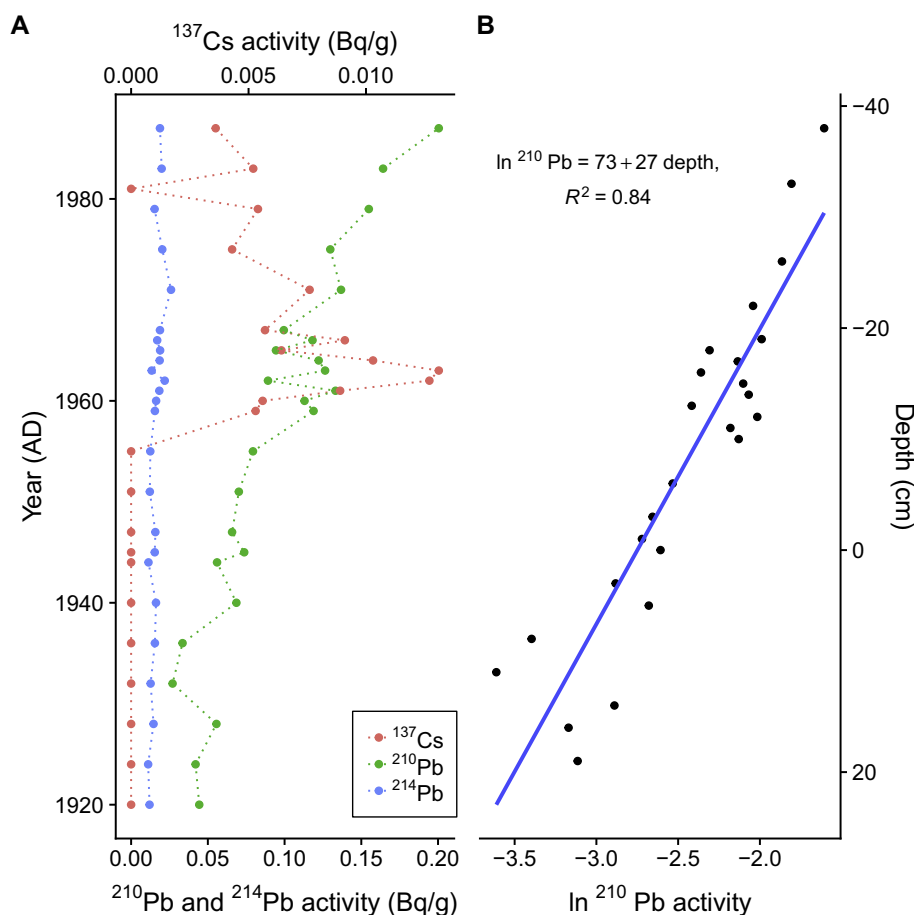 A
¹³⁷Cs activity (Bq/g)
0.000 0.005 0.010
Year (AD)
1980
1960
1940
1920
¹³⁷Cs
²¹⁰Pb
²¹⁴Pb
0.00 0.05 0.10 0.15 0.20
²¹⁰Pb and ²¹⁴Pb activity (Bq/g)
B
ln ²¹⁰ Pb = 73 + 27 depth,
R² = 0.84
−40
−20
0
20
Depth (cm)
−3.5 −3.0 −2.5 −2.0
ln ²¹⁰ Pb activity